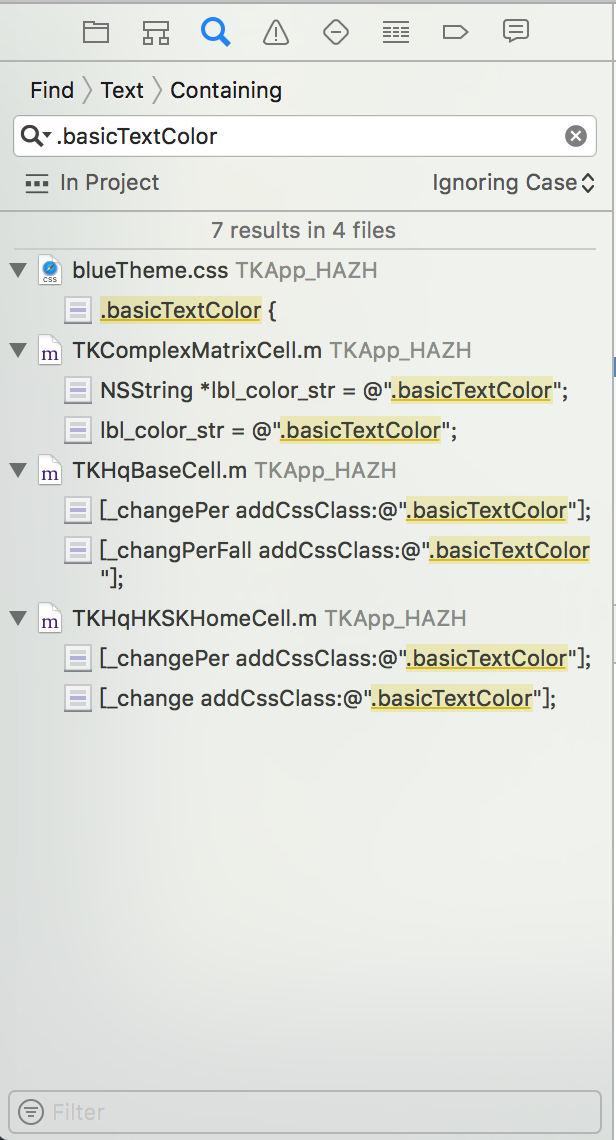 Find 〉 Text 〉 Containing
.basicTextColor
In Project Ignoring Case
7 results in 4 files
blueTheme.css TKApp_HAZH
.basicTextColor {
TKComplexMatrixCell.m TKApp_HAZH
NSString *lbl_color_str = @".basicTextColor";
lbl_color_str = @".basicTextColor";
TKHqBaseCell.m TKApp_HAZH
[_changePer addCssClass:@".basicTextColor"];
[_changPerFall addCssClass:@".basicTextColor
"];
TKHqHKSKHomeCell.m TKApp_HAZH
[_changePer addCssClass:@".basicTextColor"];
[_change addCssClass:@".basicTextColor"];
Filter